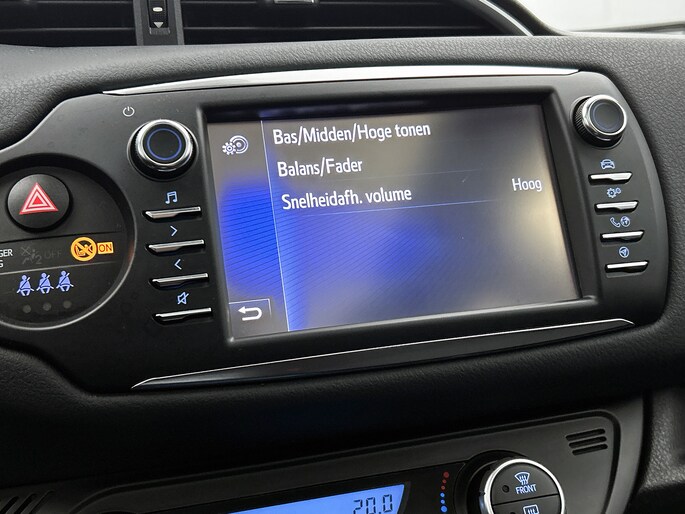 Bas/Midden/Hoge tonen
Balans/Fader
Snelheidafh. volume Hoog
ON
20.0
FRONT